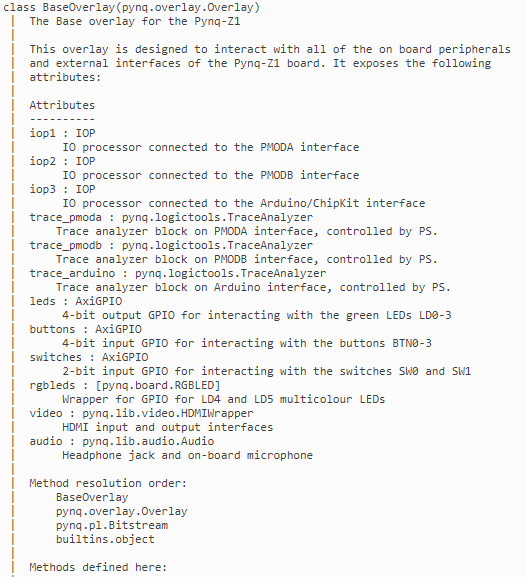 class BaseOverlay(pynq.overlay.Overlay)
 |  The Base overlay for the Pynq-Z1
 |
 |  This overlay is designed to interact with all of the on board peripherals
 |  and external interfaces of the Pynq-Z1 board. It exposes the following
 |  attributes:
 |
 |  Attributes
 |  ----------
 |  iop1 : IOP
 |       IO processor connected to the PMODA interface
 |  iop2 : IOP
 |       IO processor connected to the PMODB interface
 |  iop3 : IOP
 |       IO processor connected to the Arduino/ChipKit interface
 |  trace_pmoda : pynq.logictools.TraceAnalyzer
 |      Trace analyzer block on PMODA interface, controlled by PS.
 |  trace_pmodb : pynq.logictools.TraceAnalyzer
 |      Trace analyzer block on PMODB interface, controlled by PS.
 |  trace_arduino : pynq.logictools.TraceAnalyzer
 |      Trace analyzer block on Arduino interface, controlled by PS.
 |  leds : AxiGPIO
 |       4-bit output GPIO for interacting with the green LEDs LD0-3
 |  buttons : AxiGPIO
 |       4-bit input GPIO for interacting with the buttons BTN0-3
 |  switches : AxiGPIO
 |       2-bit input GPIO for interacting with the switches SW0 and SW1
 |  rgbleds : [pynq.board.RGBLED]
 |       Wrapper for GPIO for LD4 and LD5 multicolour LEDs
 |  video : pynq.lib.video.HDMIWrapper
 |       HDMI input and output interfaces
 |  audio : pynq.lib.audio.Audio
 |       Headphone jack and on-board microphone
 |
 |  Method resolution order:
 |      BaseOverlay
 |      pynq.overlay.Overlay
 |      pynq.pl.Bitstream
 |      builtins.object
 |
 |  Methods defined here: